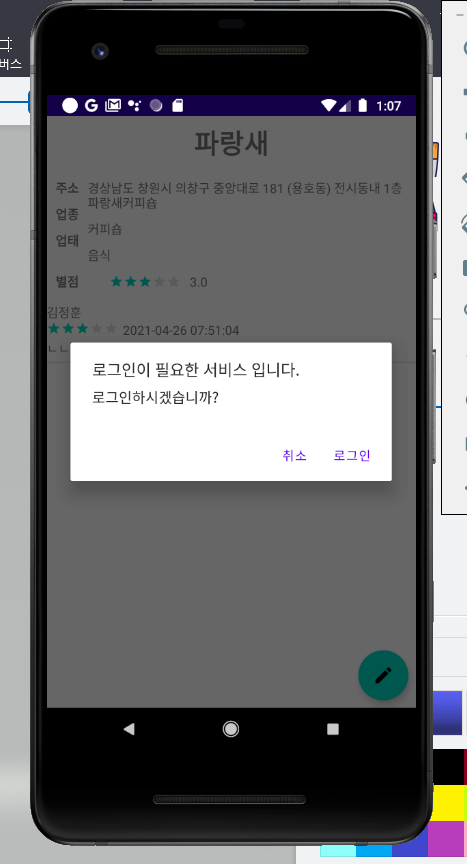 버스
1:07
파랑새
주소 경상남도 창원시 의창구 중앙대로 181 (용호동) 전시동내 1층
파랑새커피숍
업종 커피숍
업태 음식
별점 3.0
김정훈
2021-04-26 07:51:04
ㄴㄴ
로그인이 필요한 서비스 입니다.
로그인하시겠습니까?
취소 로그인